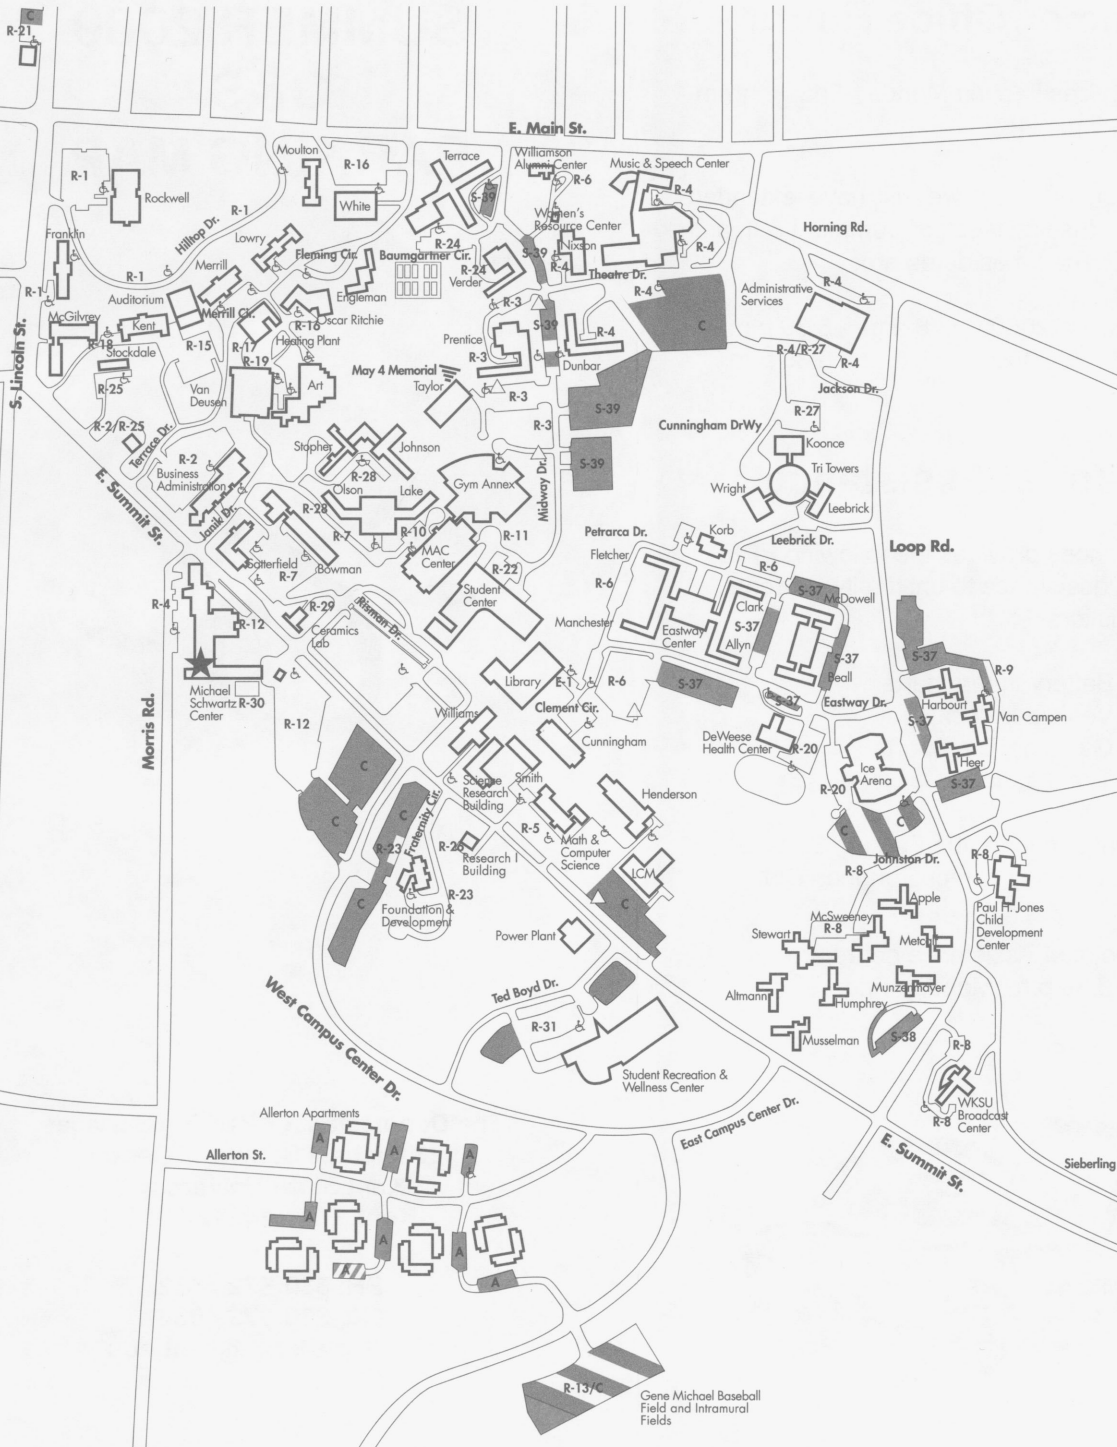 C
R-21
E. Main St.
Moulton
R-16
Terrace
Williamson
Alumni Center
Music & Speech Center
R-1
Rockwell
White
S-39
R-6
R-4
Women's
Resource Center
R-1
Hilltop Dr.
Horning Rd.
Franklin
Lowry
Fleming Cir.
Baumgartner Cir.
R-24
S-39
Nixson
R-4
R-4
Theatre Dr.
R-1
Merrill
Engleman
R-24
Verder
R-4
Administrative
Services
R-4
R-1
Auditorium
McGilvrey
Kent
Merrill Cir.
Oscar Ritchie
R-16
Heating Plant
R-3
S-39
R-4
C
R-18
Stockdale
R-15
R-17
R-19
Prentice
R-3
Dunbar
R-4/R-27
R-4
S. Lincoln St.
R-25
Van
Deusen
Art
May 4 Memorial
Taylor
R-3
S-39
Jackson Dr.
R-27
R-2/R-25
Terrace Dr.
Stopher
Johnson
R-3
Cunningham DrWy
Koonce
E. Summit St.
R-2
Business
Administration
R-28
Olson
Lake
Gym Annex
Midway Dr.
S-39
Tri Towers
Wright
Leebrick
Janik Dr.
R-28
R-7
R-10
MAC
Center
R-11
Petrarca Dr.
Korb
Leebrick Dr.
Loop Rd.
Satterfield
R-7
Bowman
R-22
Student
Center
Fletcher
R-6
R-6
S-37
McDowell
R-4
R-12
R-29
Ceramics
Lab
Risman Dr.
Manchester
Eastway
Center
Clark
S-37
Allyn
S-37
Beall
S-37
R-9
Michael
Schwartz
Center
R-30
Library
E-1
R-6
S-37
S-37
Eastway Dr.
Harbourt
S-37
Van Campen
Morris Rd.
R-12
Williams
Clement Cir.
Cunningham
DeWeese
Health Center
R-20
Ice
Arena
Heer
C
Science
Research
Building
Smith
Henderson
R-20
S-37
C
C
Fraternity Cir.
R-5
Math &
Computer
Science
C
C
R-23
R-26
Research I
Building
Johnston Dr.
R-8
R-8
LCM
C
R-23
Foundation &
Development
C
Apple
Paul H. Jones
Child
Development
Center
McSweeney
R-8
Power Plant
Stewart
Metcalf
West Campus Center Dr.
Ted Boyd Dr.
Altmann
Humphrey
Munzenmayer
R-31
Musselman
S-38
R-8
Student Recreation &
Wellness Center
WKSU
Broadcast
Center
R-8
Allerton Apartments
East Campus Center Dr.
A
A
A
Allerton St.
E. Summit St.
Sieberling
A
A
A
A
A
R-13/C
Gene Michael Baseball
Field and Intramural
Fields